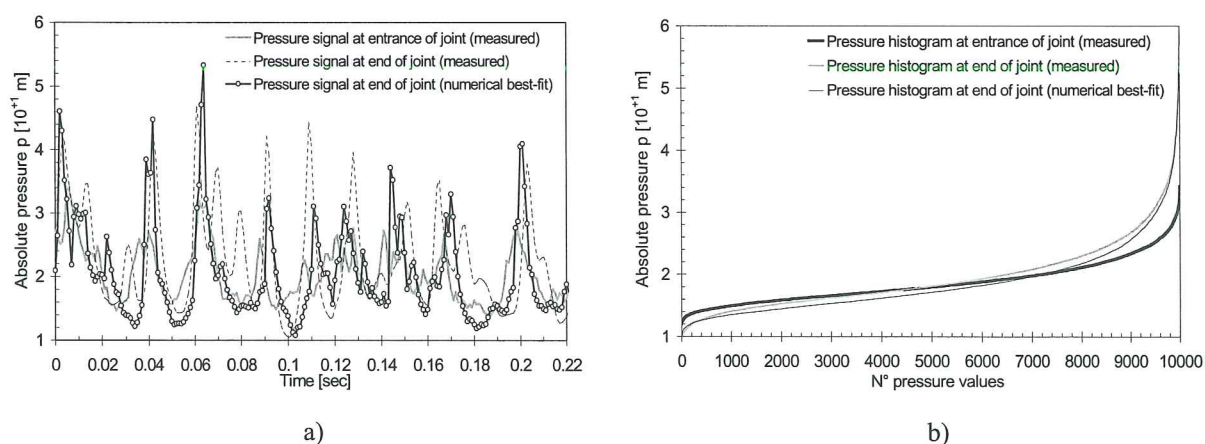 6
5
4
3
2
1
Absolute pressure p [10⁺¹ m]
Pressure signal at entrance of joint (measured)
Pressure signal at end of joint (measured)
Pressure signal at end of joint (numerical best-fit)
0 0.02 0.04 0.06 0.08 0.1 0.12 0.14 0.16 0.18 0.2 0.22
Time [sec]
a)
6
5
4
3
2
1
Absolute pressure p [10⁺¹ m]
Pressure histogram at entrance of joint (measured)
Pressure histogram at end of joint (measured)
Pressure histogram at end of joint (numerical best-fit)
0 1000 2000 3000 4000 5000 6000 7000 8000 9000 10000
N° pressure values
b)